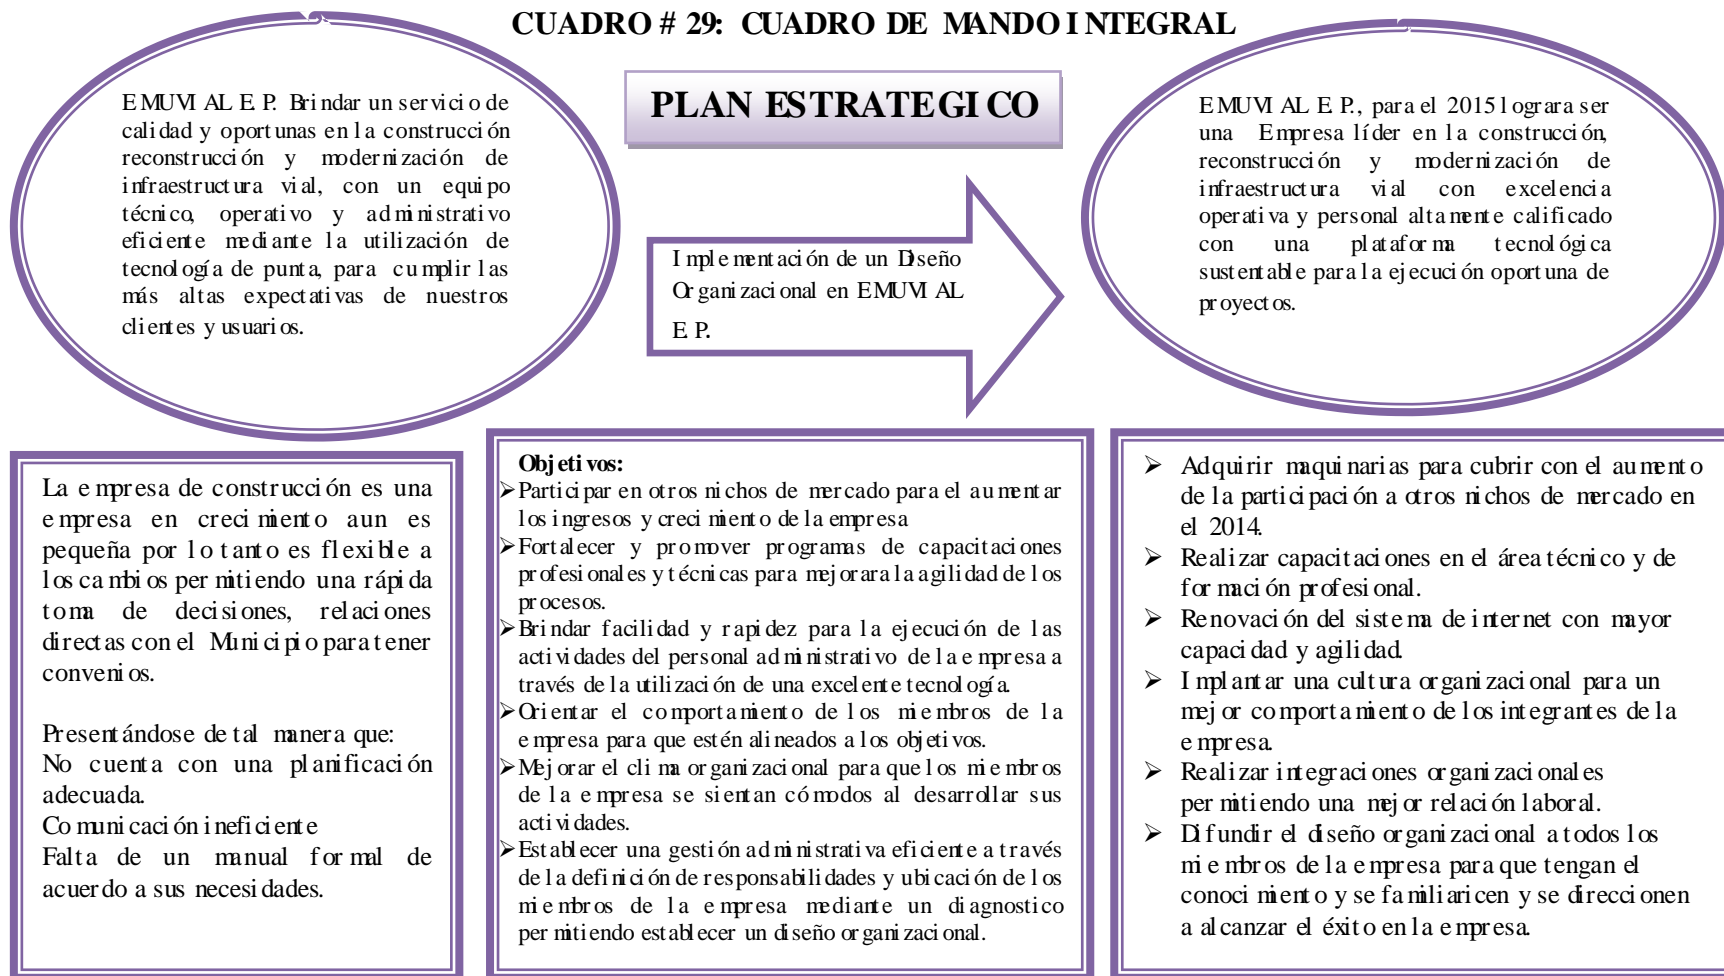 CUADRO # 29: CUADRO DE MANDO INTEGRAL
PLAN ESTRATEGICO
EMUVIAL E.P. Brindar un servicio de
calidad y oportunas en la construcción
reconstrucción y modernización de
infraestructura vial, con un equipo
técnico, operativo y administrativo
eficiente mediante la utilización de
tecnología de punta, para cumplir las
más altas expectativas de nuestros
clientes y usuarios.
Implementación de un Diseño
Organizacional en EMUVIAL
E.P.
EMUVIAL E.P., para el 2015 lograra ser
una Empresa líder en la construcción,
reconstrucción y modernización de
infraestructura vial con excelencia
operativa y personal altamente calificado
con una plataforma tecnológica
sustentable para la ejecución oportuna de
proyectos.
La empresa de construcción es una
empresa en crecimiento aun es
pequeña por lo tanto es flexible a
los cambios permitiendo una rápida
toma de decisiones, relaciones
directas con el Municipio para tener
convenios.
Presentándose de tal manera que:
No cuenta con una planificación
adecuada.
Comunicación ineficiente
Falta de un manual formal de
acuerdo a sus necesidades.
Objetivos:
➢Participar en otros nichos de mercado para el aumentar
los ingresos y crecimiento de la empresa
➢Fortalecer y promover programas de capacitaciones
profesionales y técnicas para mejorara la agilidad de los
procesos.
➢Brindar facilidad y rapidez para la ejecución de las
actividades del personal administrativo de la empresa a
través de la utilización de una excelente tecnología.
➢Orientar el comportamiento de los miembros de la
empresa para que estén alineados a los objetivos.
➢Mejorar el clima organizacional para que los miembros
de la empresa se sientan cómodos al desarrollar sus
actividades.
➢Establecer una gestión administrativa eficiente a través
de la definición de responsabilidades y ubicación de los
miembros de la empresa mediante un diagnostico
permitiendo establecer un diseño organizacional.
➢ Adquirir maquinarias para cubrir con el aumento
de la participación a otros nichos de mercado en
el 2014.
➢ Realizar capacitaciones en el área técnico y de
formación profesional.
➢ Renovación del sistema de internet con mayor
capacidad y agilidad.
➢ Implantar una cultura organizacional para un
mejor comportamiento de los integrantes de la
empresa.
➢ Realizar integraciones organizacionales
permitiendo una mejor relación laboral.
➢ Difundir el diseño organizacional a todos los
miembros de la empresa para que tengan el
conocimiento y se familiaricen y se direccionen
a alcanzar el éxito en la empresa.